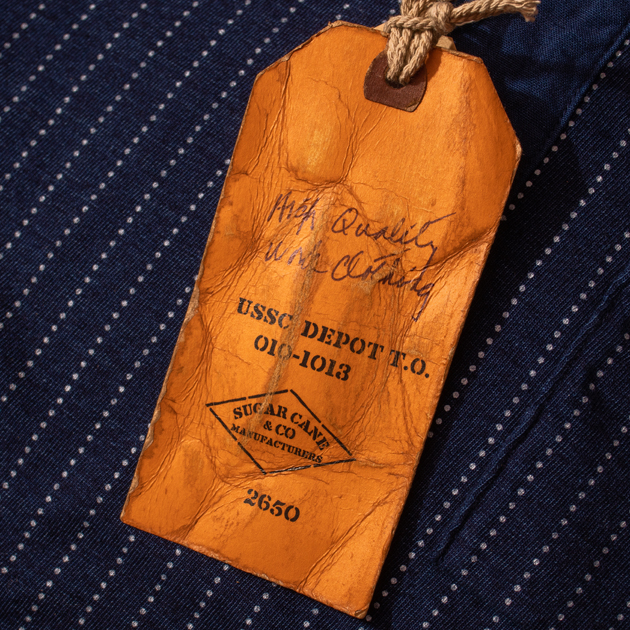 High Quality
Work Clothing
USSC DEPOT T.O.
010-1013
SUGAR CANE
& CO
MANUFACTURERS
2650